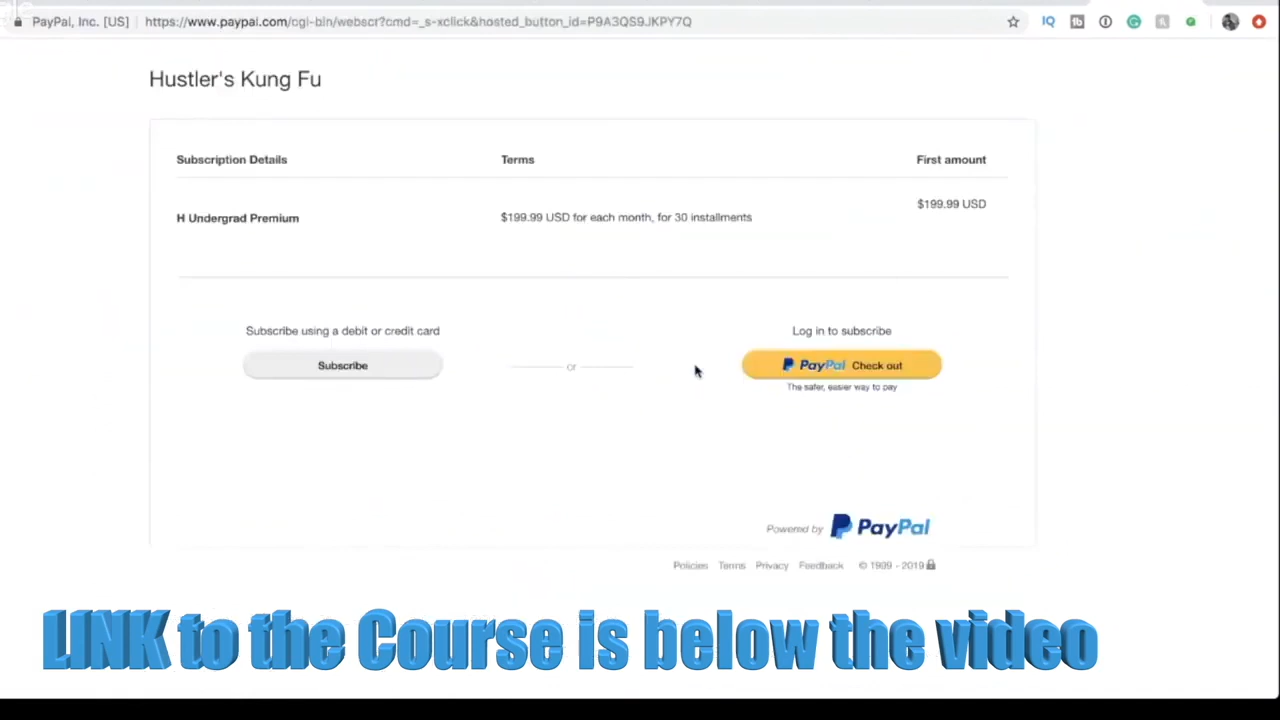 PayPal, Inc. [US] https://www.paypal.com/cgi-bin/webscr?cmd=_s-xclick&hosted_button_id=P9A3QS9JKPY7Q
Hustler's Kung Fu
Subscription Details Terms First amount
H Undergrad Premium $199.99 USD for each month, for 30 installments $199.99 USD
Subscribe using a debit or credit card Log in to subscribe
Subscribe or PayPal Check out
The safer, easier way to pay
Powered by PayPal
Policies Terms Privacy Feedback © 1999 - 2019
LINK to the Course is below the video